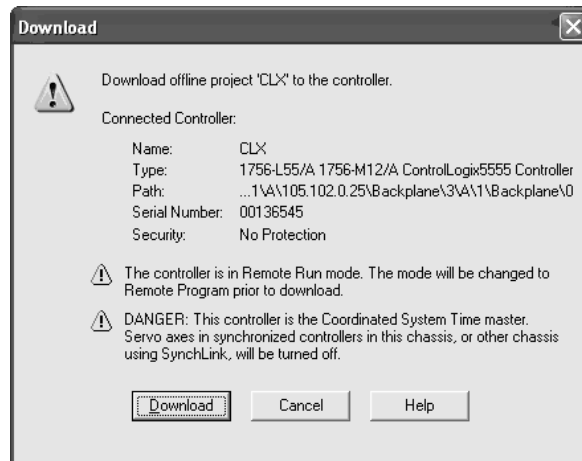 Download
Download offline project 'CLX' to the controller.
Connected Controller:
Name: CLX
Type: 1756-L55/A 1756-M12/A ControlLogix5555 Controller
Path: ...1\A\105.102.0.25\Backplane\3\A\1\Backplane\0
Serial Number: 00136545
Security: No Protection
The controller is in Remote Run mode. The mode will be changed to
Remote Program prior to download.
DANGER: This controller is the Coordinated System Time master.
Servo axes in synchronized controllers in this chassis, or other chassis
using SynchLink, will be turned off.
Download Cancel Help